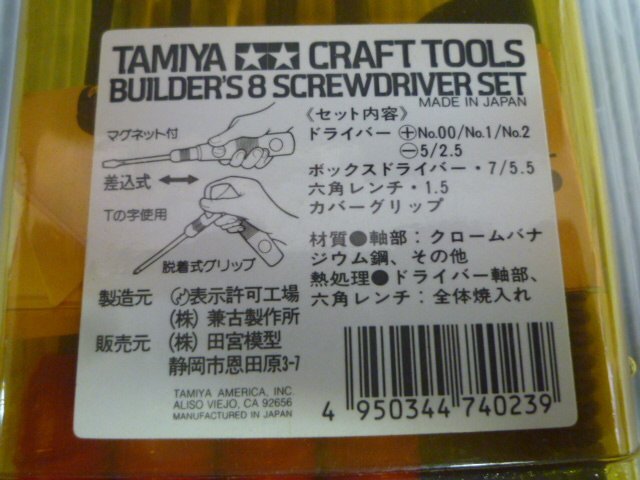 TAMIYA CRAFT TOOLS
BUILDER'S 8 SCREWDRIVER SET
MADE IN JAPAN
《セット内容》
マグネット付
ドライバー ⊕No.00/No.1/No.2
⊖5/2.5
差込式 ⟷
ボックスドライバー・7/5.5
六角レンチ・1.5
カバーグリップ
Tの字使用
脱着式グリップ
材質●軸部：クロームバナ
ジウム鋼、その他
熱処理●ドライバー軸部、
六角レンチ：全体焼入れ
製造元 表示許可工場
(株) 兼古製作所
販売元 (株) 田宮模型
静岡市恩田原3-7
TAMIYA AMERICA, INC.
ALISO VIEJO, CA 92656
MANUFACTURED IN JAPAN
4 950344 740239